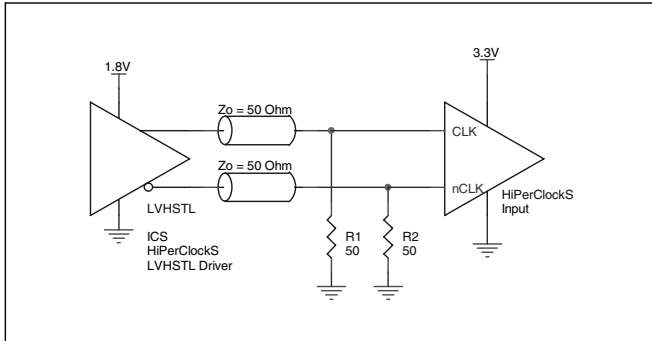 1.8V
3.3V
Zo = 50 Ohm
CLK
Zo = 50 Ohm
nCLK
HiPerClockS
Input
LVHSTL
ICS
HiPerClockS
LVHSTL Driver
R1
50
R2
50